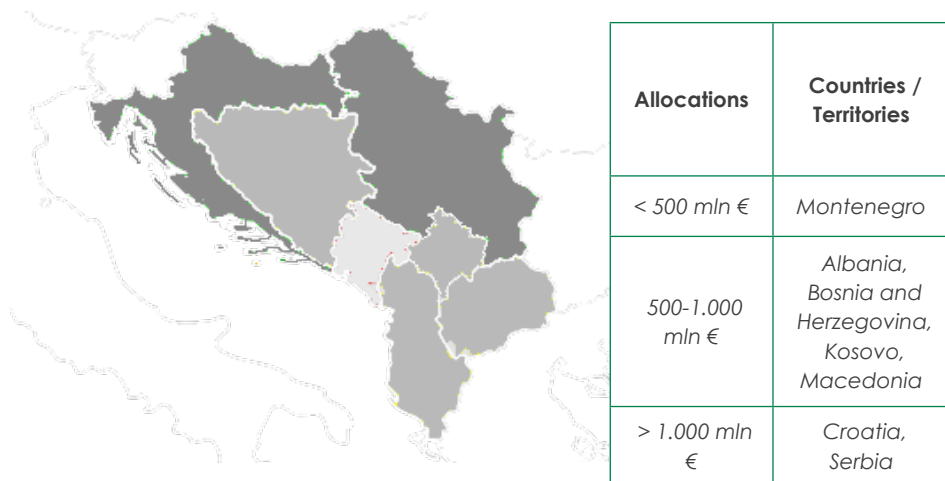 Allocations
Countries /
Territories
< 500 mln €
Montenegro
500-1.000
mln €
Albania,
Bosnia and
Herzegovina,
Kosovo,
Macedonia
> 1.000 mln
€
Croatia,
Serbia